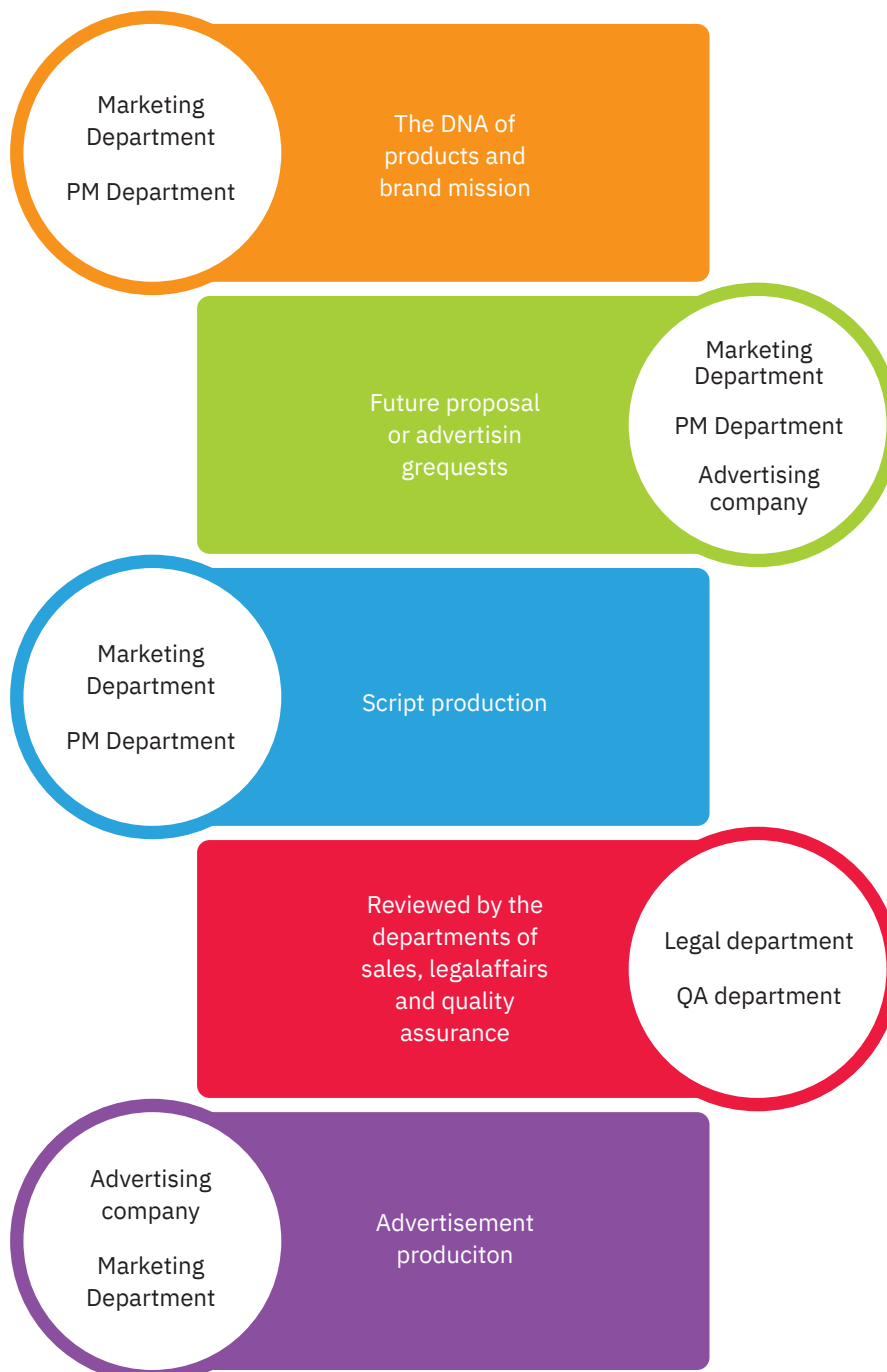 Marketing
Department
PM Department
The DNA of
products and
brand mission
Future proposal
or advertisin
grequests
Marketing
Department
PM Department
Advertising
company
Marketing
Department
PM Department
Script production
Reviewed by the
departments of
sales, legalaffairs
and quality
assurance
Legal department
QA department
Advertising
company
Marketing
Department
Advertisement
produciton